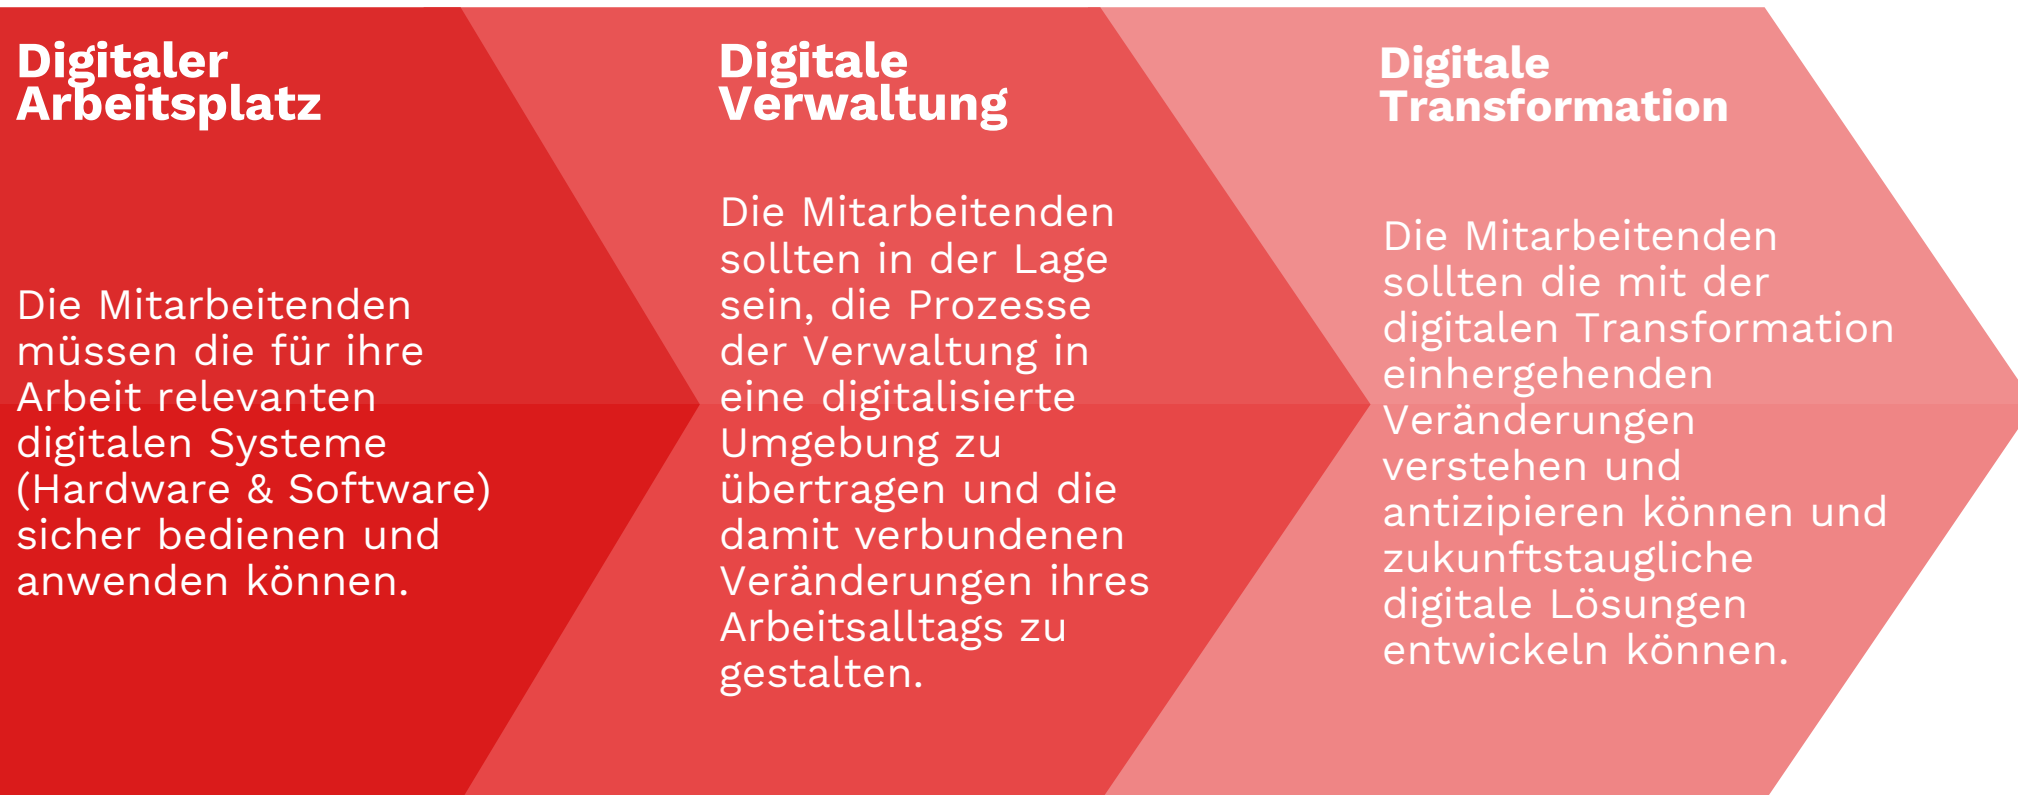 Digitaler
Arbeitsplatz
Die Mitarbeitenden
müssen die für ihre
Arbeit relevanten
digitalen Systeme
(Hardware & Software)
sicher bedienen und
anwenden können.
Digitale
Verwaltung
Die Mitarbeitenden
sollten in der Lage
sein, die Prozesse
der Verwaltung in
eine digitalisierte
Umgebung zu
übertragen und die
damit verbundenen
Veränderungen ihres
Arbeitsalltags zu
gestalten.
Digitale
Transformation
Die Mitarbeitenden
sollten die mit der
digitalen Transformation
einhergehenden
Veränderungen
verstehen und
antizipieren können und
zukunftstaugliche
digitale Lösungen
entwickeln können.